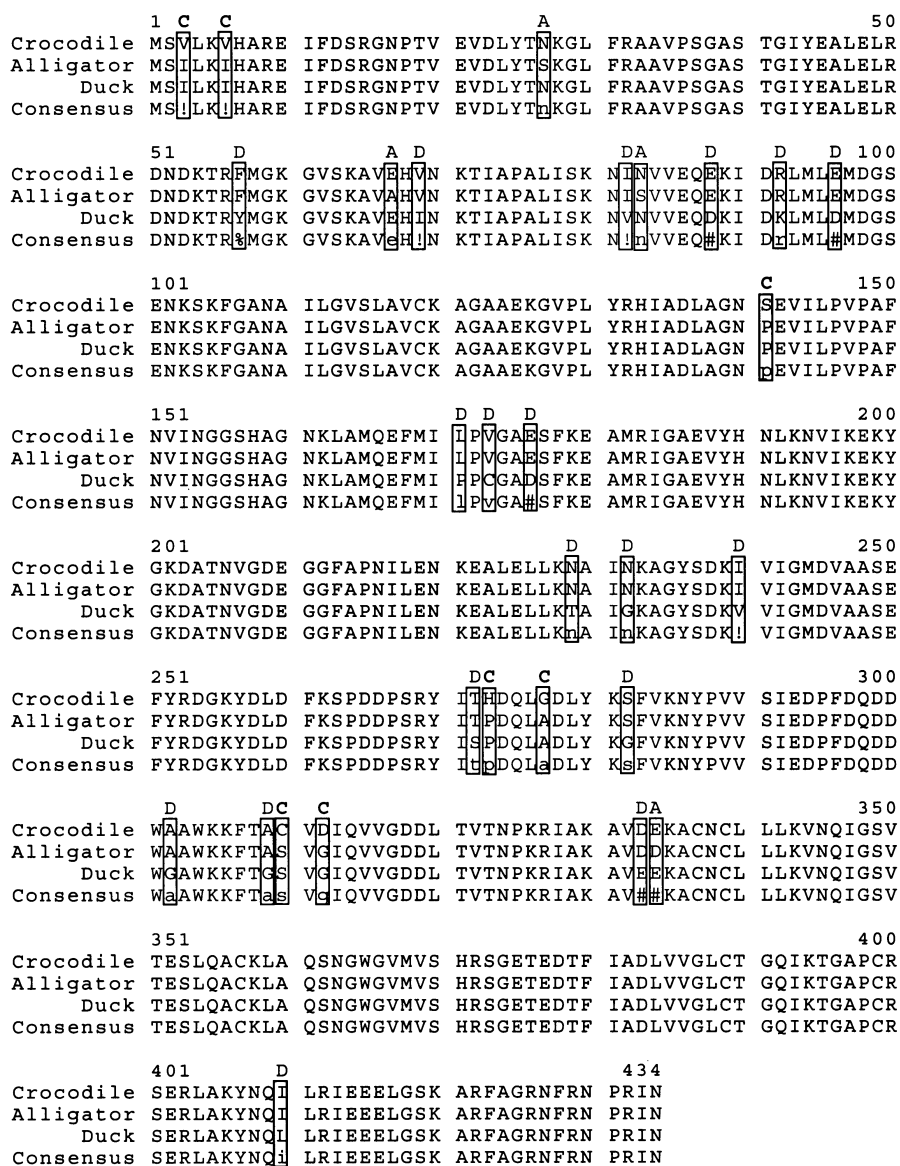 1 C C A 50
Crocodile MSVLKVHARE IFDSRGNPTV EVDLYTNKGL FRAAVPSGAS TGIYEALELR
Alligator MSILKIHARE IFDSRGNPTV EVDLYTSKGL FRAAVPSGAS TGIYEALELR
Duck MSILKIHARE IFDSRGNPTV EVDLYTNKGL FRAAVPSGAS TGIYEALELR
Consensus MS!LK!HARE IFDSRGNPTV EVDLYTnKGL FRAAVPSGAS TGIYEALELR
51 D A D D A D D D 100
Crocodile DNDKTRFMGK GVSKAVEHVN KTIAPALISK NINVVEQEKI DRLMLEMDGS
Alligator DNDKTRFMGK GVSKAVAHVN KTIAPALISK NISVVEQEKI DRLMLEMDGS
Duck DNDKTRYMGK GVSKAVEHIN KTIAPALISK NVNVVEQDKI DKLMLDMDGS
Consensus DNDKTR%MGK GVSKAVeH!N KTIAPALISK N!nVVEQ#KI DrLML#MDGS
101 C 150
Crocodile ENKSKFGANA ILGVSLAVCK AGAAEKGVPL YRHIADLAGN SEVILPVPAF
Alligator ENKSKFGANA ILGVSLAVCK AGAAEKGVPL YRHIADLAGN PEVILPVPAF
Duck ENKSKFGANA ILGVSLAVCK AGAAEKGVPL YRHIADLAGN PEVILPVPAF
Consensus ENKSKFGANA ILGVSLAVCK AGAAEKGVPL YRHIADLAGN pEVILPVPAF
151 D D D 200
Crocodile NVINGGSHAG NKLAMQEFMI LPVGAESFKE AMRIGAEVYH NLKNVIKEKY
Alligator NVINGGSHAG NKLAMQEFMI LPVGAESFKE AMRIGAEVYH NLKNVIKEKY
Duck NVINGGSHAG NKLAMQEFMI PPCGADSFKE AMRIGAEVYH NLKNVIKEKY
Consensus NVINGGSHAG NKLAMQEFMI lPvGA#SFKE AMRIGAEVYH NLKNVIKEKY
201 D D D 250
Crocodile GKDATNVGDE GGFAPNILEN KEALELLKNA INKAGYSDKI VIGMDVAASE
Alligator GKDATNVGDE GGFAPNILEN KEALELLKNA INKAGYSDKI VIGMDVAASE
Duck GKDATNVGDE GGFAPNILEN KEALELLKTA IGKAGYSDKV VIGMDVAASE
Consensus GKDATNVGDE GGFAPNILEN KEALELLKnA InKAGYSDK! VIGMDVAASE
251 D C C D 300
Crocodile FYRDGKYDLD FKSPDDPSRY ITHDQLGDLY KSFVKNYPVV SIEDPFDQDD
Alligator FYRDGKYDLD FKSPDDPSRY ITPDQLADLY KSFVKNYPVV SIEDPFDQDD
Duck FYRDGKYDLD FKSPDDPSRY ISPDQLADLY KGFVKNYPVV SIEDPFDQDD
Consensus FYRDGKYDLD FKSPDDPSRY ItpDQLaDLY KsFVKNYPVV SIEDPFDQDD
D D C C D A 350
Crocodile WAAWKKFTAC VDIQVVGDDL TVTNPKRIAK AVDEKACNCL LLKVNQIGSV
Alligator WAAWKKFTAS VGIQVVGDDL TVTNPKRIAK AVDDKACNCL LLKVNQIGSV
Duck WGAWKKFTGS VGIQVVGDDL TVTNPKRIAK AVEEKACNCL LLKVNQIGSV
Consensus WaAWKKFTas VgIQVVGDDL TVTNPKRIAK AV##KACNCL LLKVNQIGSV
351 400
Crocodile TESLQACKLA QSNGWGVMVS HRSGETEDTF IADLVVGLCT GQIKTGAPCR
Alligator TESLQACKLA QSNGWGVMVS HRSGETEDTF IADLVVGLCT GQIKTGAPCR
Duck TESLQACKLA QSNGWGVMVS HRSGETEDTF IADLVVGLCT GQIKTGAPCR
Consensus TESLQACKLA QSNGWGVMVS HRSGETEDTF IADLVVGLCT GQIKTGAPCR
401 D 434
Crocodile SERLAKYNQI LRIEEELGSK ARFAGRNFRN PRIN
Alligator SERLAKYNQI LRIEEELGSK ARFAGRNFRN PRIN
Duck SERLAKYNQL LRIEEELGSK ARFAGRNFRN PRIN
Consensus SERLAKYNQi LRIEEELGSK ARFAGRNFRN PRIN